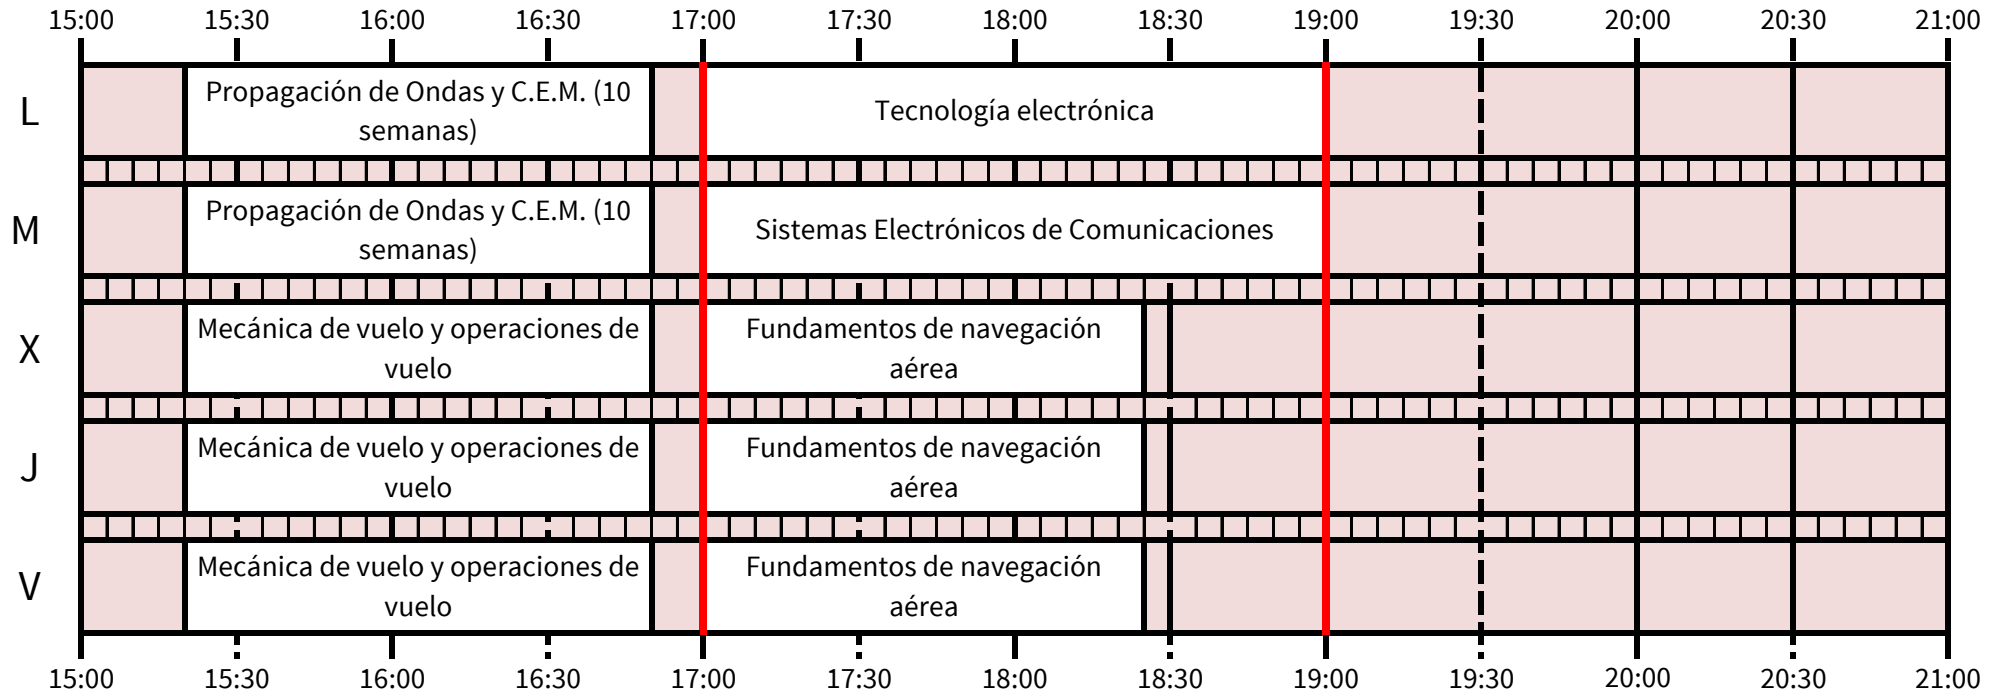 15:00 15:30 16:00 16:30 17:00 17:30 18:00 18:30 19:00 19:30 20:00 20:30 21:00
L
Propagación de Ondas y C.E.M. (10
semanas)
Tecnología electrónica
M
Propagación de Ondas y C.E.M. (10
semanas)
Sistemas Electrónicos de Comunicaciones
X
Mecánica de vuelo y operaciones de
vuelo
Fundamentos de navegación
aérea
J
Mecánica de vuelo y operaciones de
vuelo
Fundamentos de navegación
aérea
V
Mecánica de vuelo y operaciones de
vuelo
Fundamentos de navegación
aérea
15:00 15:30 16:00 16:30 17:00 17:30 18:00 18:30 19:00 19:30 20:00 20:30 21:00